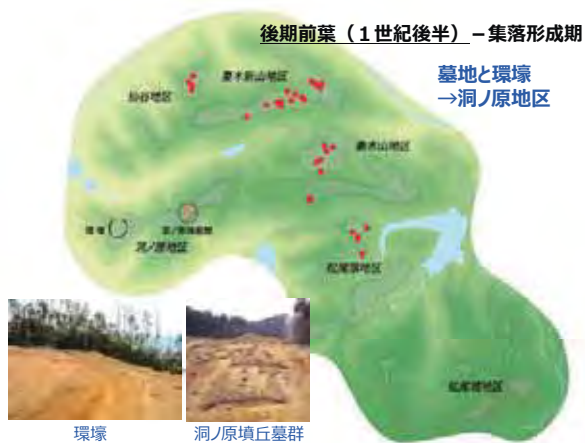 後期前葉（１世紀後半）－集落形成期
墓地と環壕
→洞ノ原地区
妻木新山地区
仙谷地区
妻木山地区
環壕
洞ノ原地区
松尾頭地区
松尾城地区
環壕
洞ノ原墳丘墓群